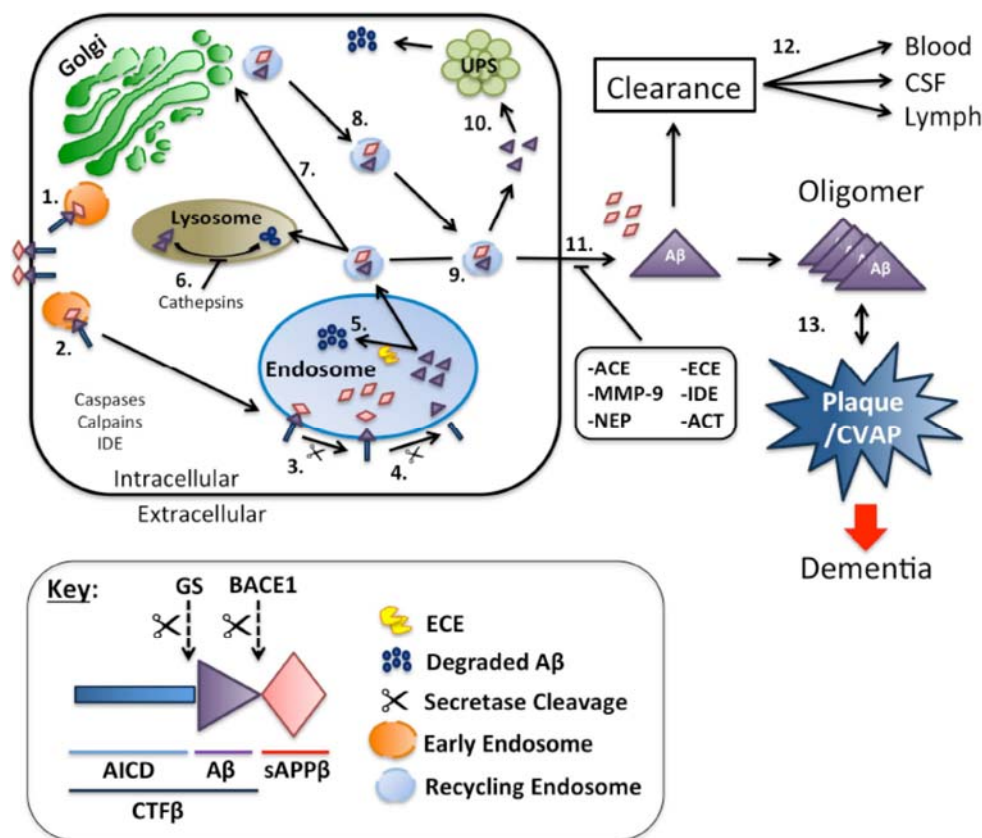 Golgi
UPS
12.
Blood
CSF
Lymph
Clearance
8.
10.
7.
1.
Lysosome
6.
Cathepsins
9.
11.
Aβ
Oligomer
Aβ
2.
5.
Endosome
13.
Caspases
Calpains
IDE
3.
4.
-ACE -ECE
-MMP-9 -IDE
-NEP -ACT
Plaque
/CVAP
Intracellular
Extracellular
Dementia
Key:
GS BACE1
ECE
Degraded Aβ
Secretase Cleavage
Early Endosome
Recycling Endosome
AICD Aβ sAPPβ
CTFβ